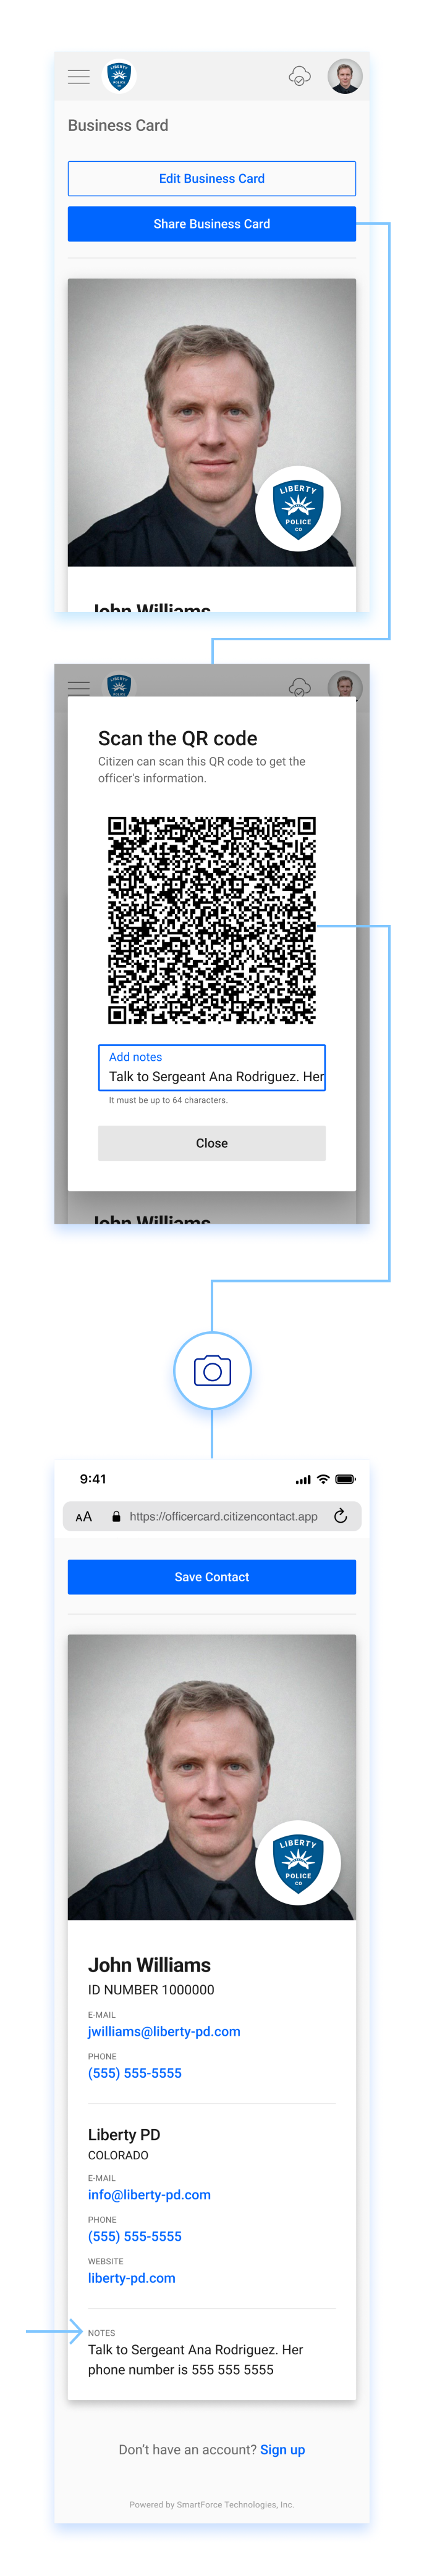 LIBERTY
POLICE
CO
Business Card
Edit Business Card
Share Business Card
LIBERTY
POLICE
CO
John Williams
Scan the QR code
Citizen can scan this QR code to get the
officer's information.
Add notes
Talk to Sergeant Ana Rodriguez. Her
It must be up to 64 characters.
Close
John Williams
9:41
AA https://officercard.citizencontact.app
Save Contact
LIBERTY
POLICE
CO
John Williams
ID NUMBER 1000000
E-MAIL
jwilliams@liberty-pd.com
PHONE
(555) 555-5555
Liberty PD
COLORADO
E-MAIL
info@liberty-pd.com
PHONE
(555) 555-5555
WEBSITE
liberty-pd.com
NOTES
Talk to Sergeant Ana Rodriguez. Her
phone number is 555 555 5555
Don't have an account? Sign up
Powered by SmartForce Technologies, Inc.